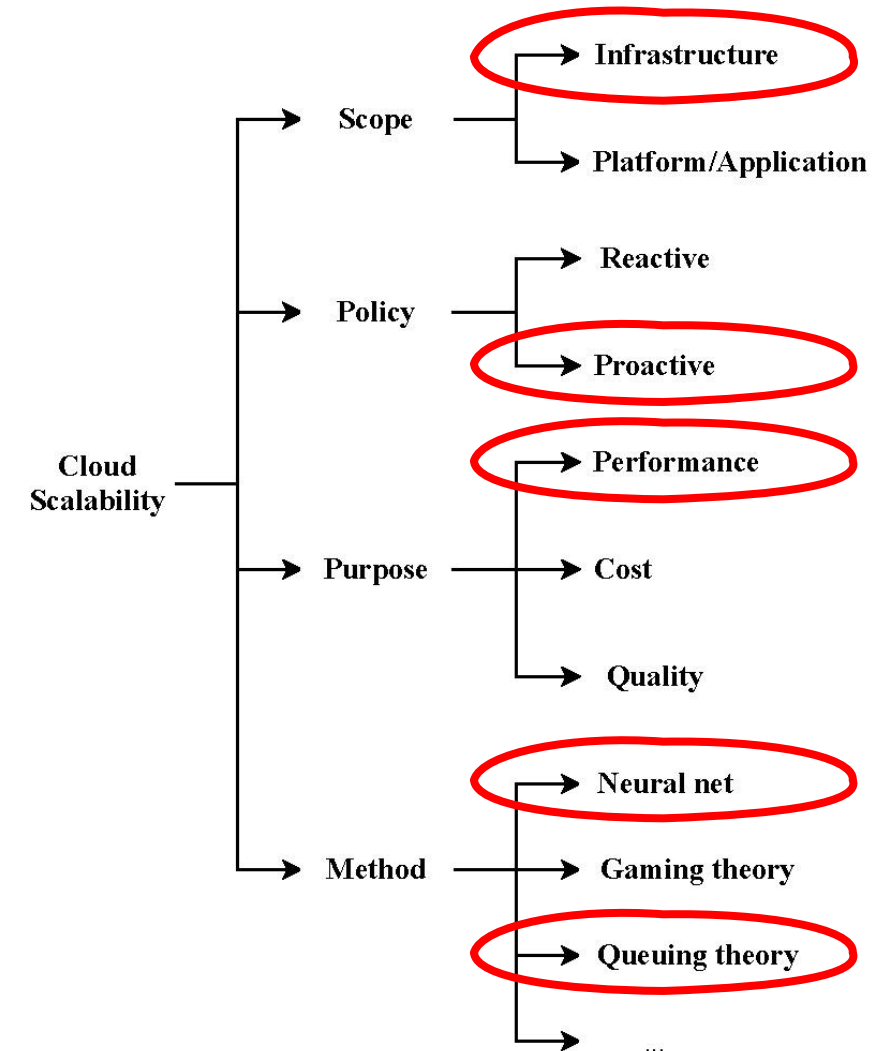 Infrastructure
Scope
Platform/Application
Reactive
Policy
Proactive
Cloud
Scalability
Performance
Purpose
Cost
Quality
Neural net
Method
Gaming theory
Queuing theory
...